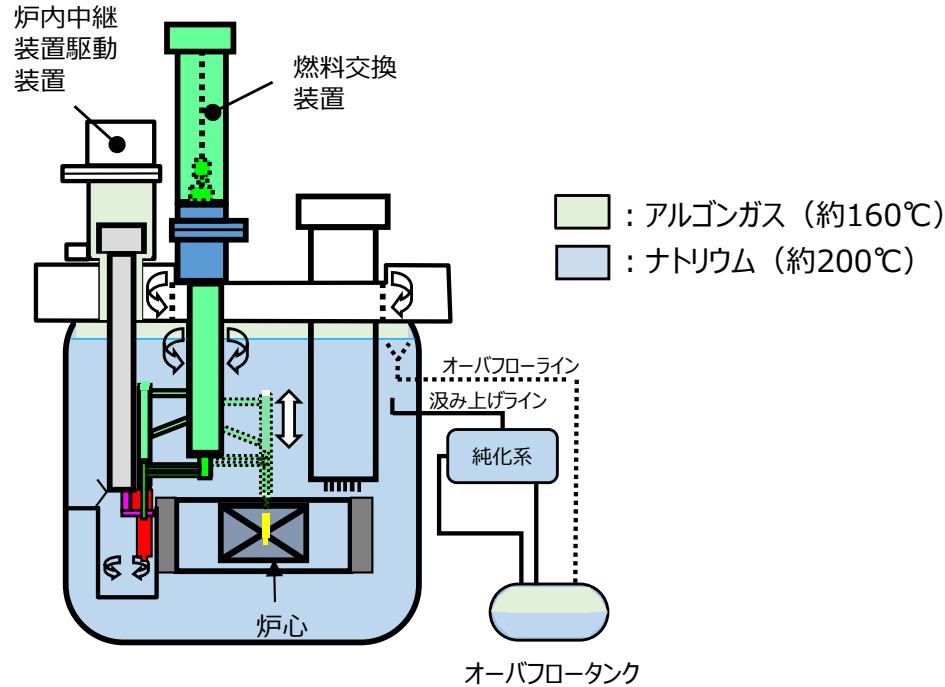 炉内中継
装置駆動
装置
燃料交換
装置
：アルゴンガス（約160℃）
：ナトリウム（約200℃）
オーバフローライン
汲み上げライン
純化系
炉心
オーバフロータンク